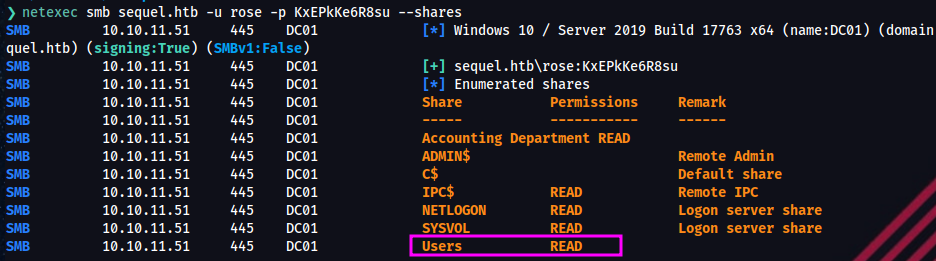 ❯ netexec smb sequel.htb -u rose -p KxEPkKe6R8su --shares
SMB 10.10.11.51 445 DC01 [*] Windows 10 / Server 2019 Build 17763 x64 (name:DC01) (domain
quel.htb) (signing:True) (SMBv1:False)
SMB 10.10.11.51 445 DC01 [+] sequel.htb\rose:KxEPkKe6R8su
SMB 10.10.11.51 445 DC01 [*] Enumerated shares
SMB 10.10.11.51 445 DC01 Share Permissions Remark
SMB 10.10.11.51 445 DC01 ----- ----------- ------
SMB 10.10.11.51 445 DC01 Accounting Department READ
SMB 10.10.11.51 445 DC01 ADMIN$ Remote Admin
SMB 10.10.11.51 445 DC01 C$ Default share
SMB 10.10.11.51 445 DC01 IPC$ READ Remote IPC
SMB 10.10.11.51 445 DC01 NETLOGON READ Logon server share
SMB 10.10.11.51 445 DC01 SYSVOL READ Logon server share
SMB 10.10.11.51 445 DC01 Users READ